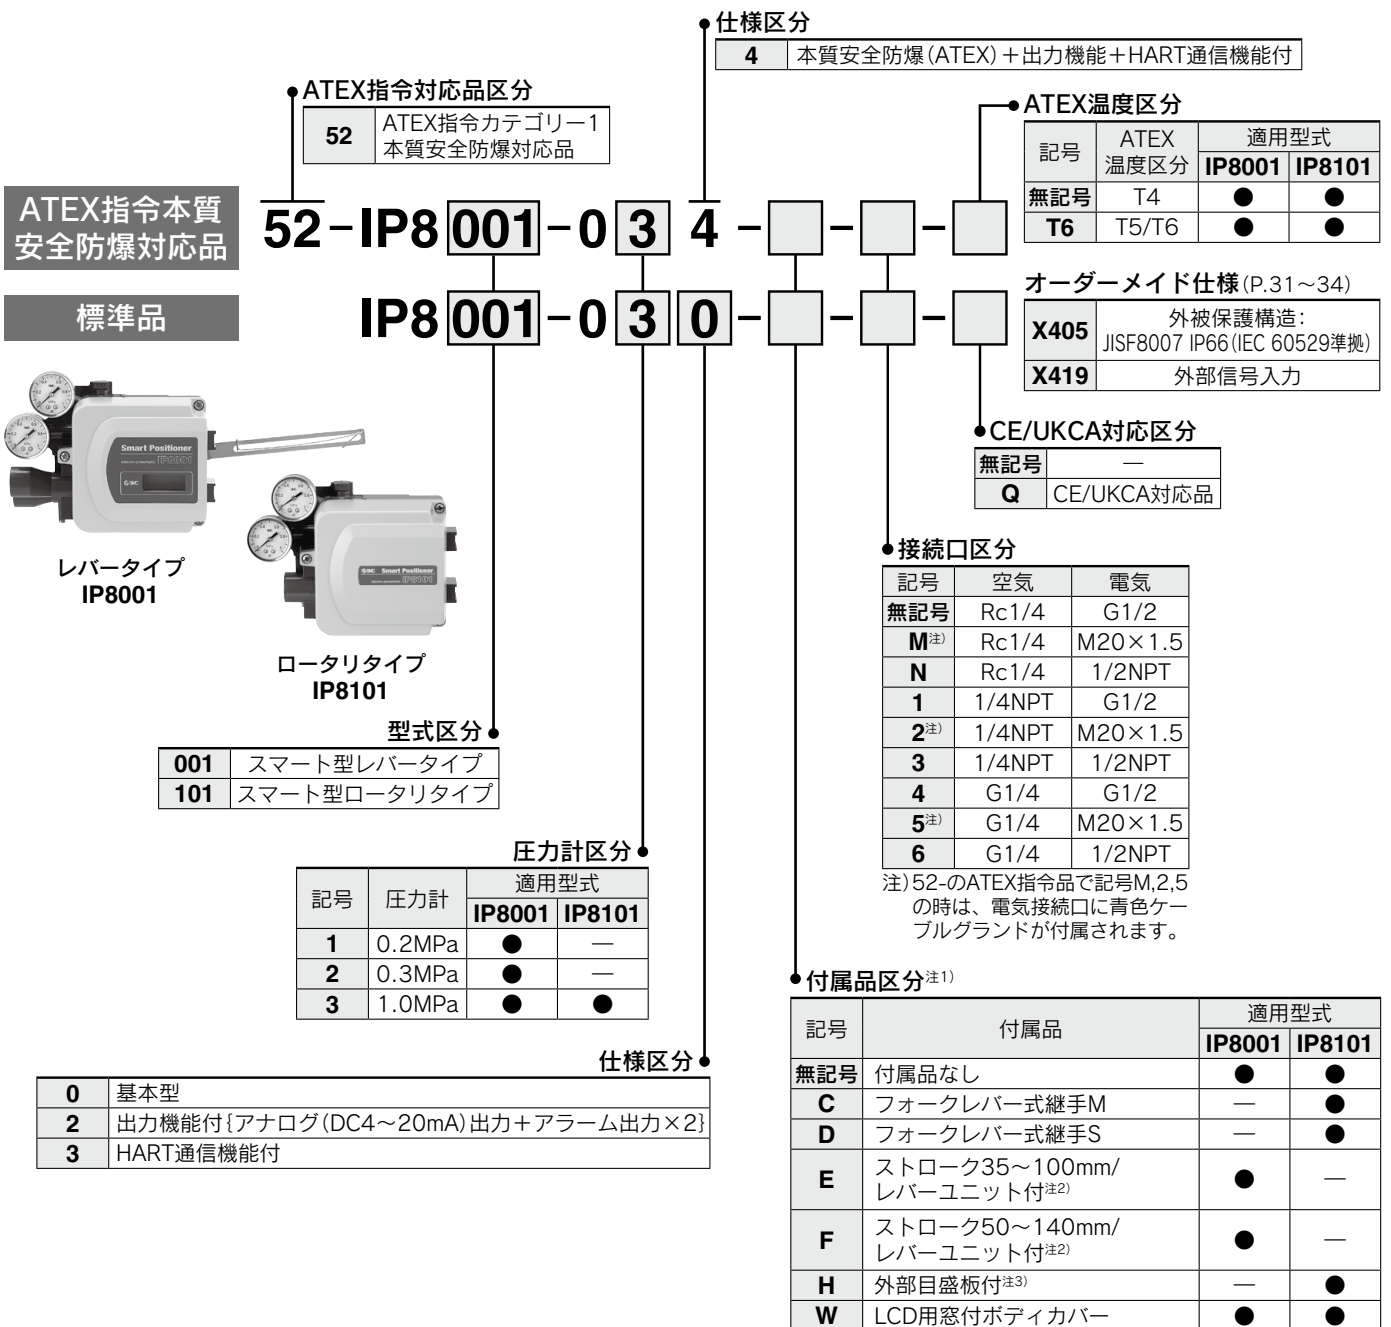 仕様区分
4 本質安全防爆(ATEX)＋出力機能＋HART通信機能付
ATEX指令対応品区分
52 ATEX指令カテゴリー1
本質安全防爆対応品
ATEX温度区分
記号 ATEX
温度区分 適用型式
IP8001 IP8101
無記号 T4 ● ●
T6 T5/T6 ● ●
ATEX指令本質
安全防爆対応品
52-IP8 001-0 3 4 - □ - □ - □
標準品
IP8 001-0 3 0 - □ - □ - □
オーダーメイド仕様(P.31～34)
X405 外被保護構造：
JISF8007 IP66(IEC 60529準拠)
X419 外部信号入力
CE/UKCA対応区分
無記号 —
Q CE/UKCA対応品
Smart Positioner
IP8001
SMC
レバータイプ
IP8001
SMC Smart Positioner
IP8101
ロータリタイプ
IP8101
接続口区分
記号 空気 電気
無記号 Rc1/4 G1/2
M注) Rc1/4 M20×1.5
N Rc1/4 1/2NPT
1 1/4NPT G1/2
2注) 1/4NPT M20×1.5
3 1/4NPT 1/2NPT
4 G1/4 G1/2
5注) G1/4 M20×1.5
6 G1/4 1/2NPT
注)52-のATEX指令品で記号M,2,5
の時は、電気接続口に青色ケー
ブルグランドが付属されます。
型式区分
001 スマート型レバータイプ
101 スマート型ロータリタイプ
圧力計区分
記号 圧力計 適用型式
IP8001 IP8101
1 0.2MPa ● —
2 0.3MPa ● —
3 1.0MPa ● ●
仕様区分
0 基本型
2 出力機能付{アナログ(DC4～20mA)出力＋アラーム出力×2}
3 HART通信機能付
付属品区分注1)
記号 付属品 適用型式
IP8001 IP8101
無記号 付属品なし ● ●
C フォークレバー式継手M — ●
D フォークレバー式継手S — ●
E ストローク35～100mm/
レバーユニット付注2) ● —
F ストローク50～140mm/
レバーユニット付注2) ● —
H 外部目盛板付注3) — ●
W LCD用窓付ボディカバー ● ●